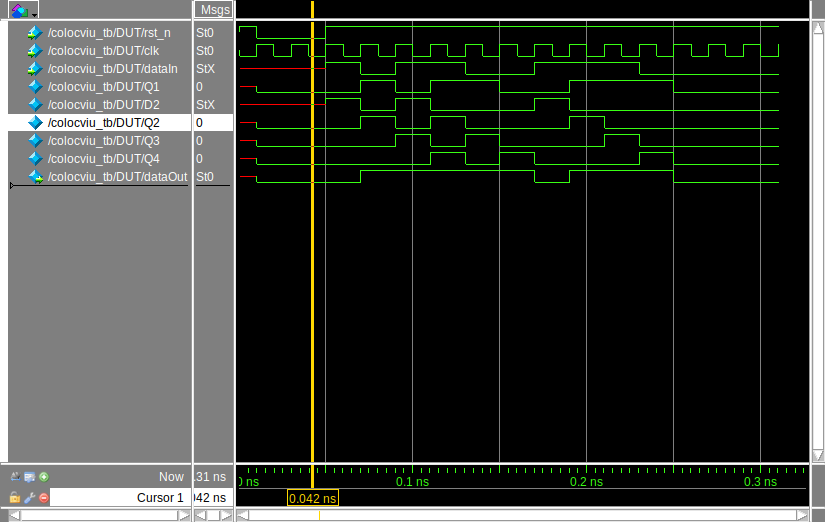 Msgs
/colocviu_tb/DUT/rst_n St0
/colocviu_tb/DUT/clk St0
/colocviu_tb/DUT/dataIn StX
/colocviu_tb/DUT/Q1 0
/colocviu_tb/DUT/D2 StX
/colocviu_tb/DUT/Q2 0
/colocviu_tb/DUT/Q3 0
/colocviu_tb/DUT/Q4 0
/colocviu_tb/DUT/dataOut St0
Now .31 ns ns 0.1 ns 0.2 ns 0.3 ns
Cursor 1 042 ns 0.042 ns